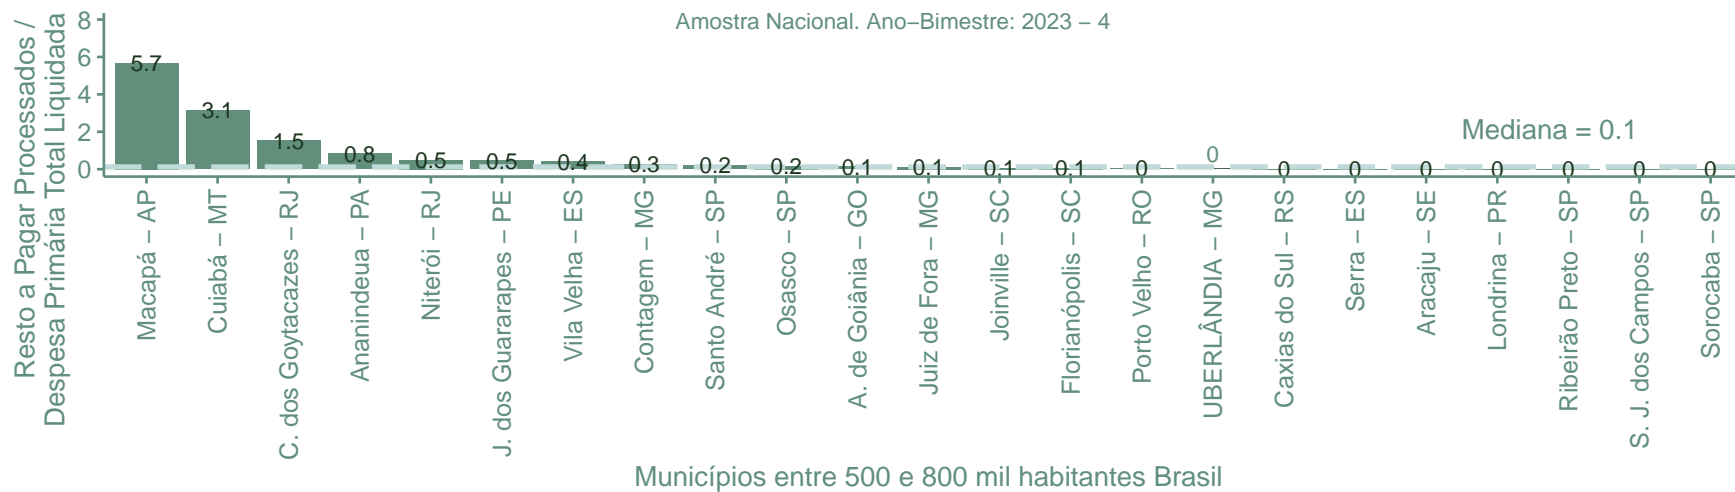 Amostra Nacional. Ano−Bimestre: 2023 − 4
Resto a Pagar Processados /
Despesa Primária Total Liquidada
8
6
4
2
0
5.7
3.1
1.5
0.8
0.5
0.5
0.4
0.3
0.2
0.2
0.1
0.1
0.1
0.1
0
0
0
0
0
0
0
0
0
Mediana = 0.1
Macapá − AP
Cuiabá − MT
C. dos Goytacazes − RJ
Ananindeua − PA
Niterói − RJ
J. dos Guararapes − PE
Vila Velha − ES
Contagem − MG
Santo André − SP
Osasco − SP
A. de Goiânia − GO
Juiz de Fora − MG
Joinville − SC
Florianópolis − SC
Porto Velho − RO
UBERLÂNDIA − MG
Caxias do Sul − RS
Serra − ES
Aracaju − SE
Londrina − PR
Ribeirão Preto − SP
S. J. dos Campos − SP
Sorocaba − SP
Municípios entre 500 e 800 mil habitantes Brasil